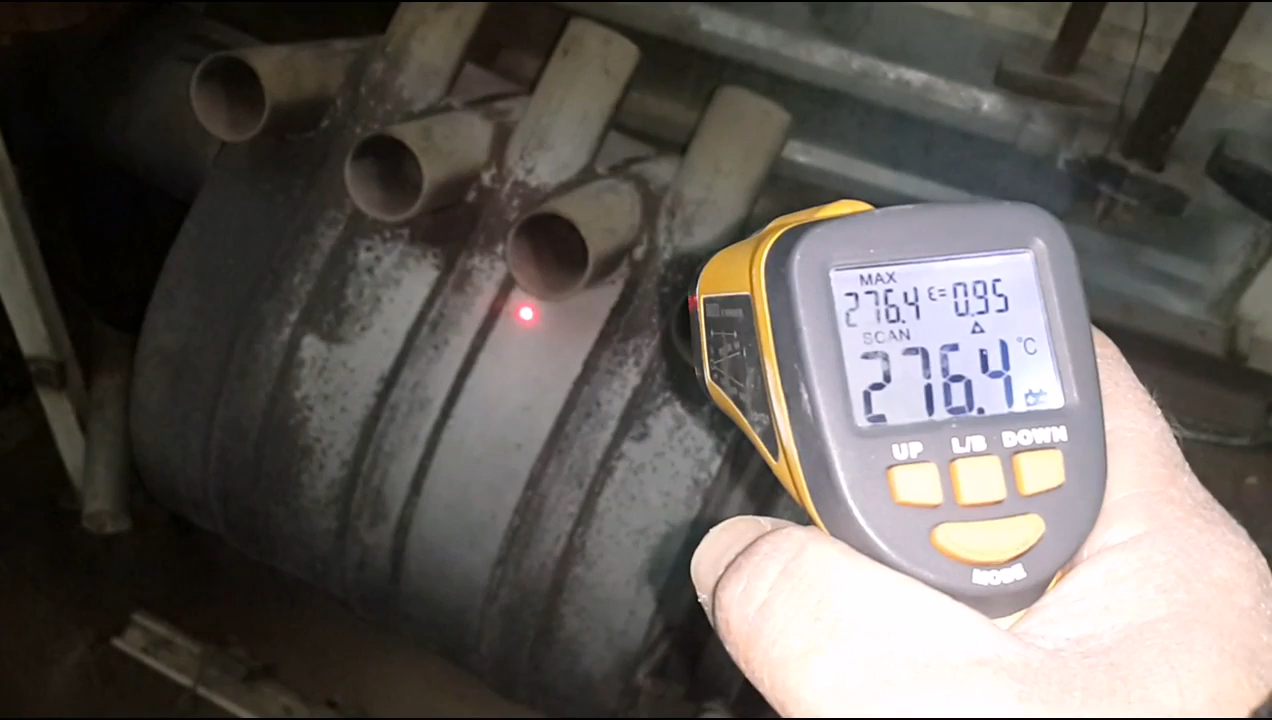 MAX
276.4 ε= 0.95
SCAN
276.4 °C
UP L/B DOWN
MODE